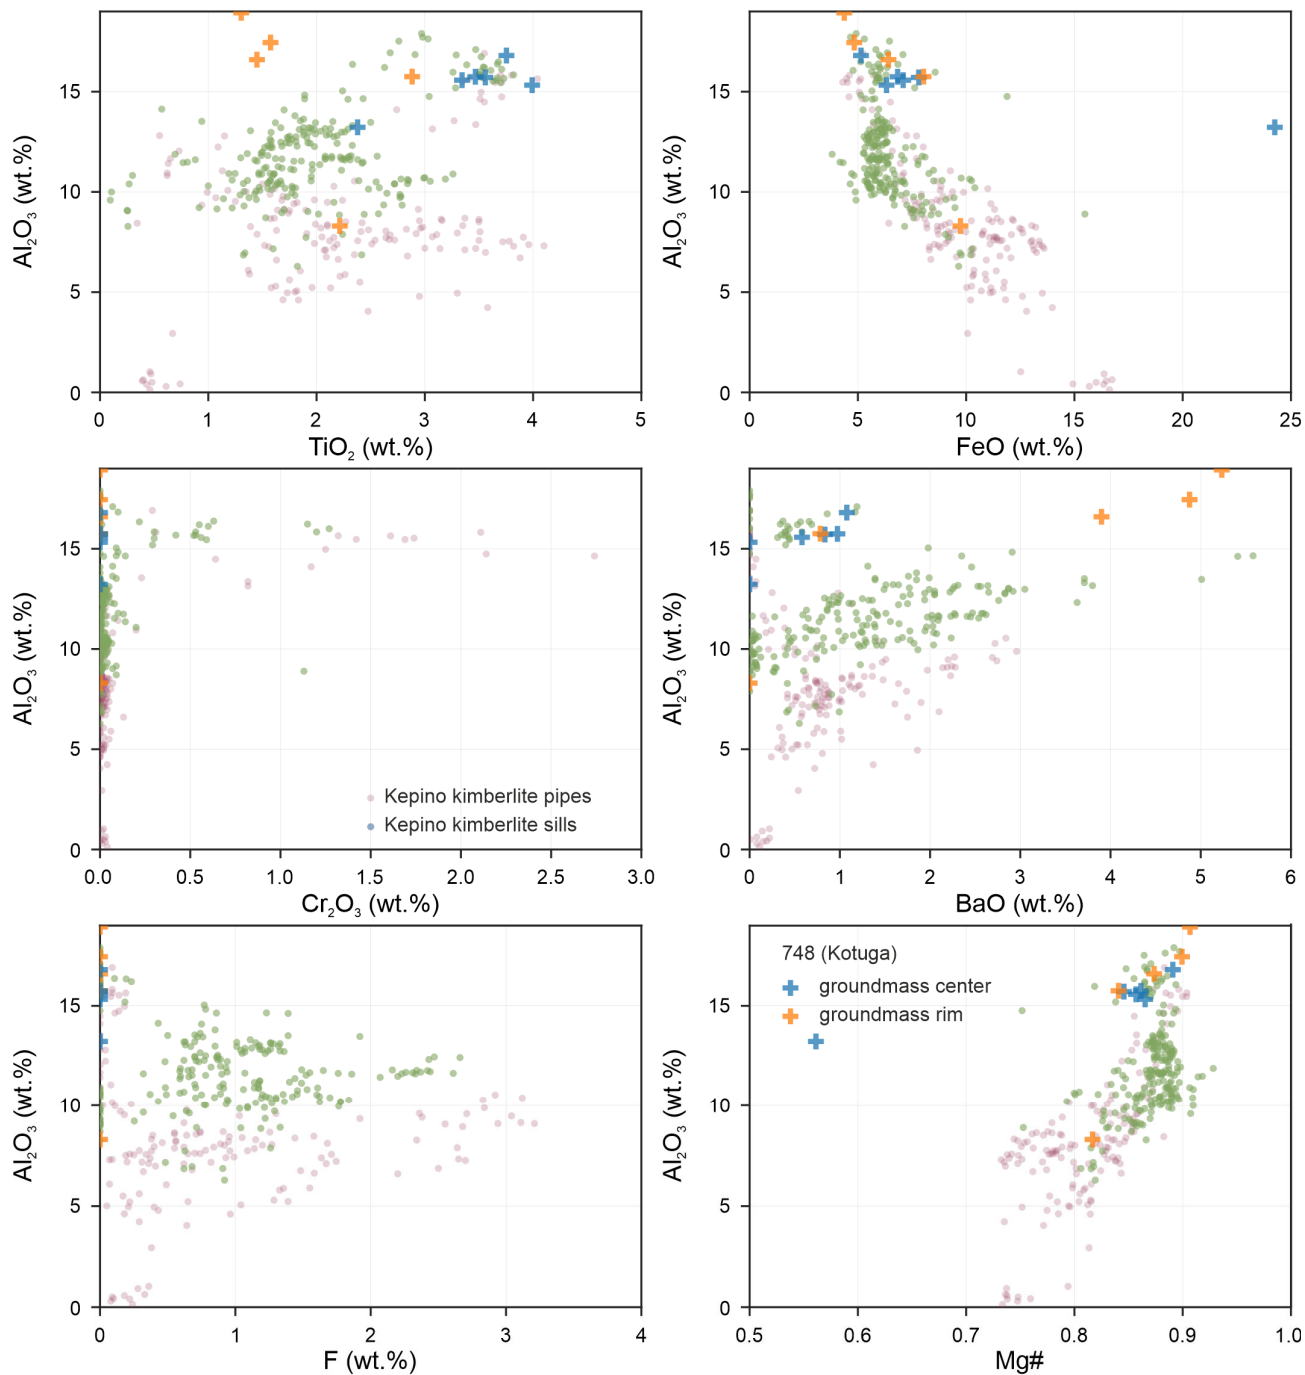 Al₂O₃ (wt.%)
15
10
5
0
0 1 2 3 4 5
TiO₂ (wt.%)
Al₂O₃ (wt.%)
15
10
5
0
0 5 10 15 20 25
FeO (wt.%)
Al₂O₃ (wt.%)
15
10
5
0
Kepino kimberlite pipes
Kepino kimberlite sills
0.0 0.5 1.0 1.5 2.0 2.5 3.0
Cr₂O₃ (wt.%)
Al₂O₃ (wt.%)
15
10
5
0
0 1 2 3 4 5 6
BaO (wt.%)
Al₂O₃ (wt.%)
15
10
5
0
0 1 2 3 4
F (wt.%)
Al₂O₃ (wt.%)
15
10
5
0
748 (Kotuga)
groundmass center
groundmass rim
0.5 0.6 0.7 0.8 0.9 1.0
Mg#